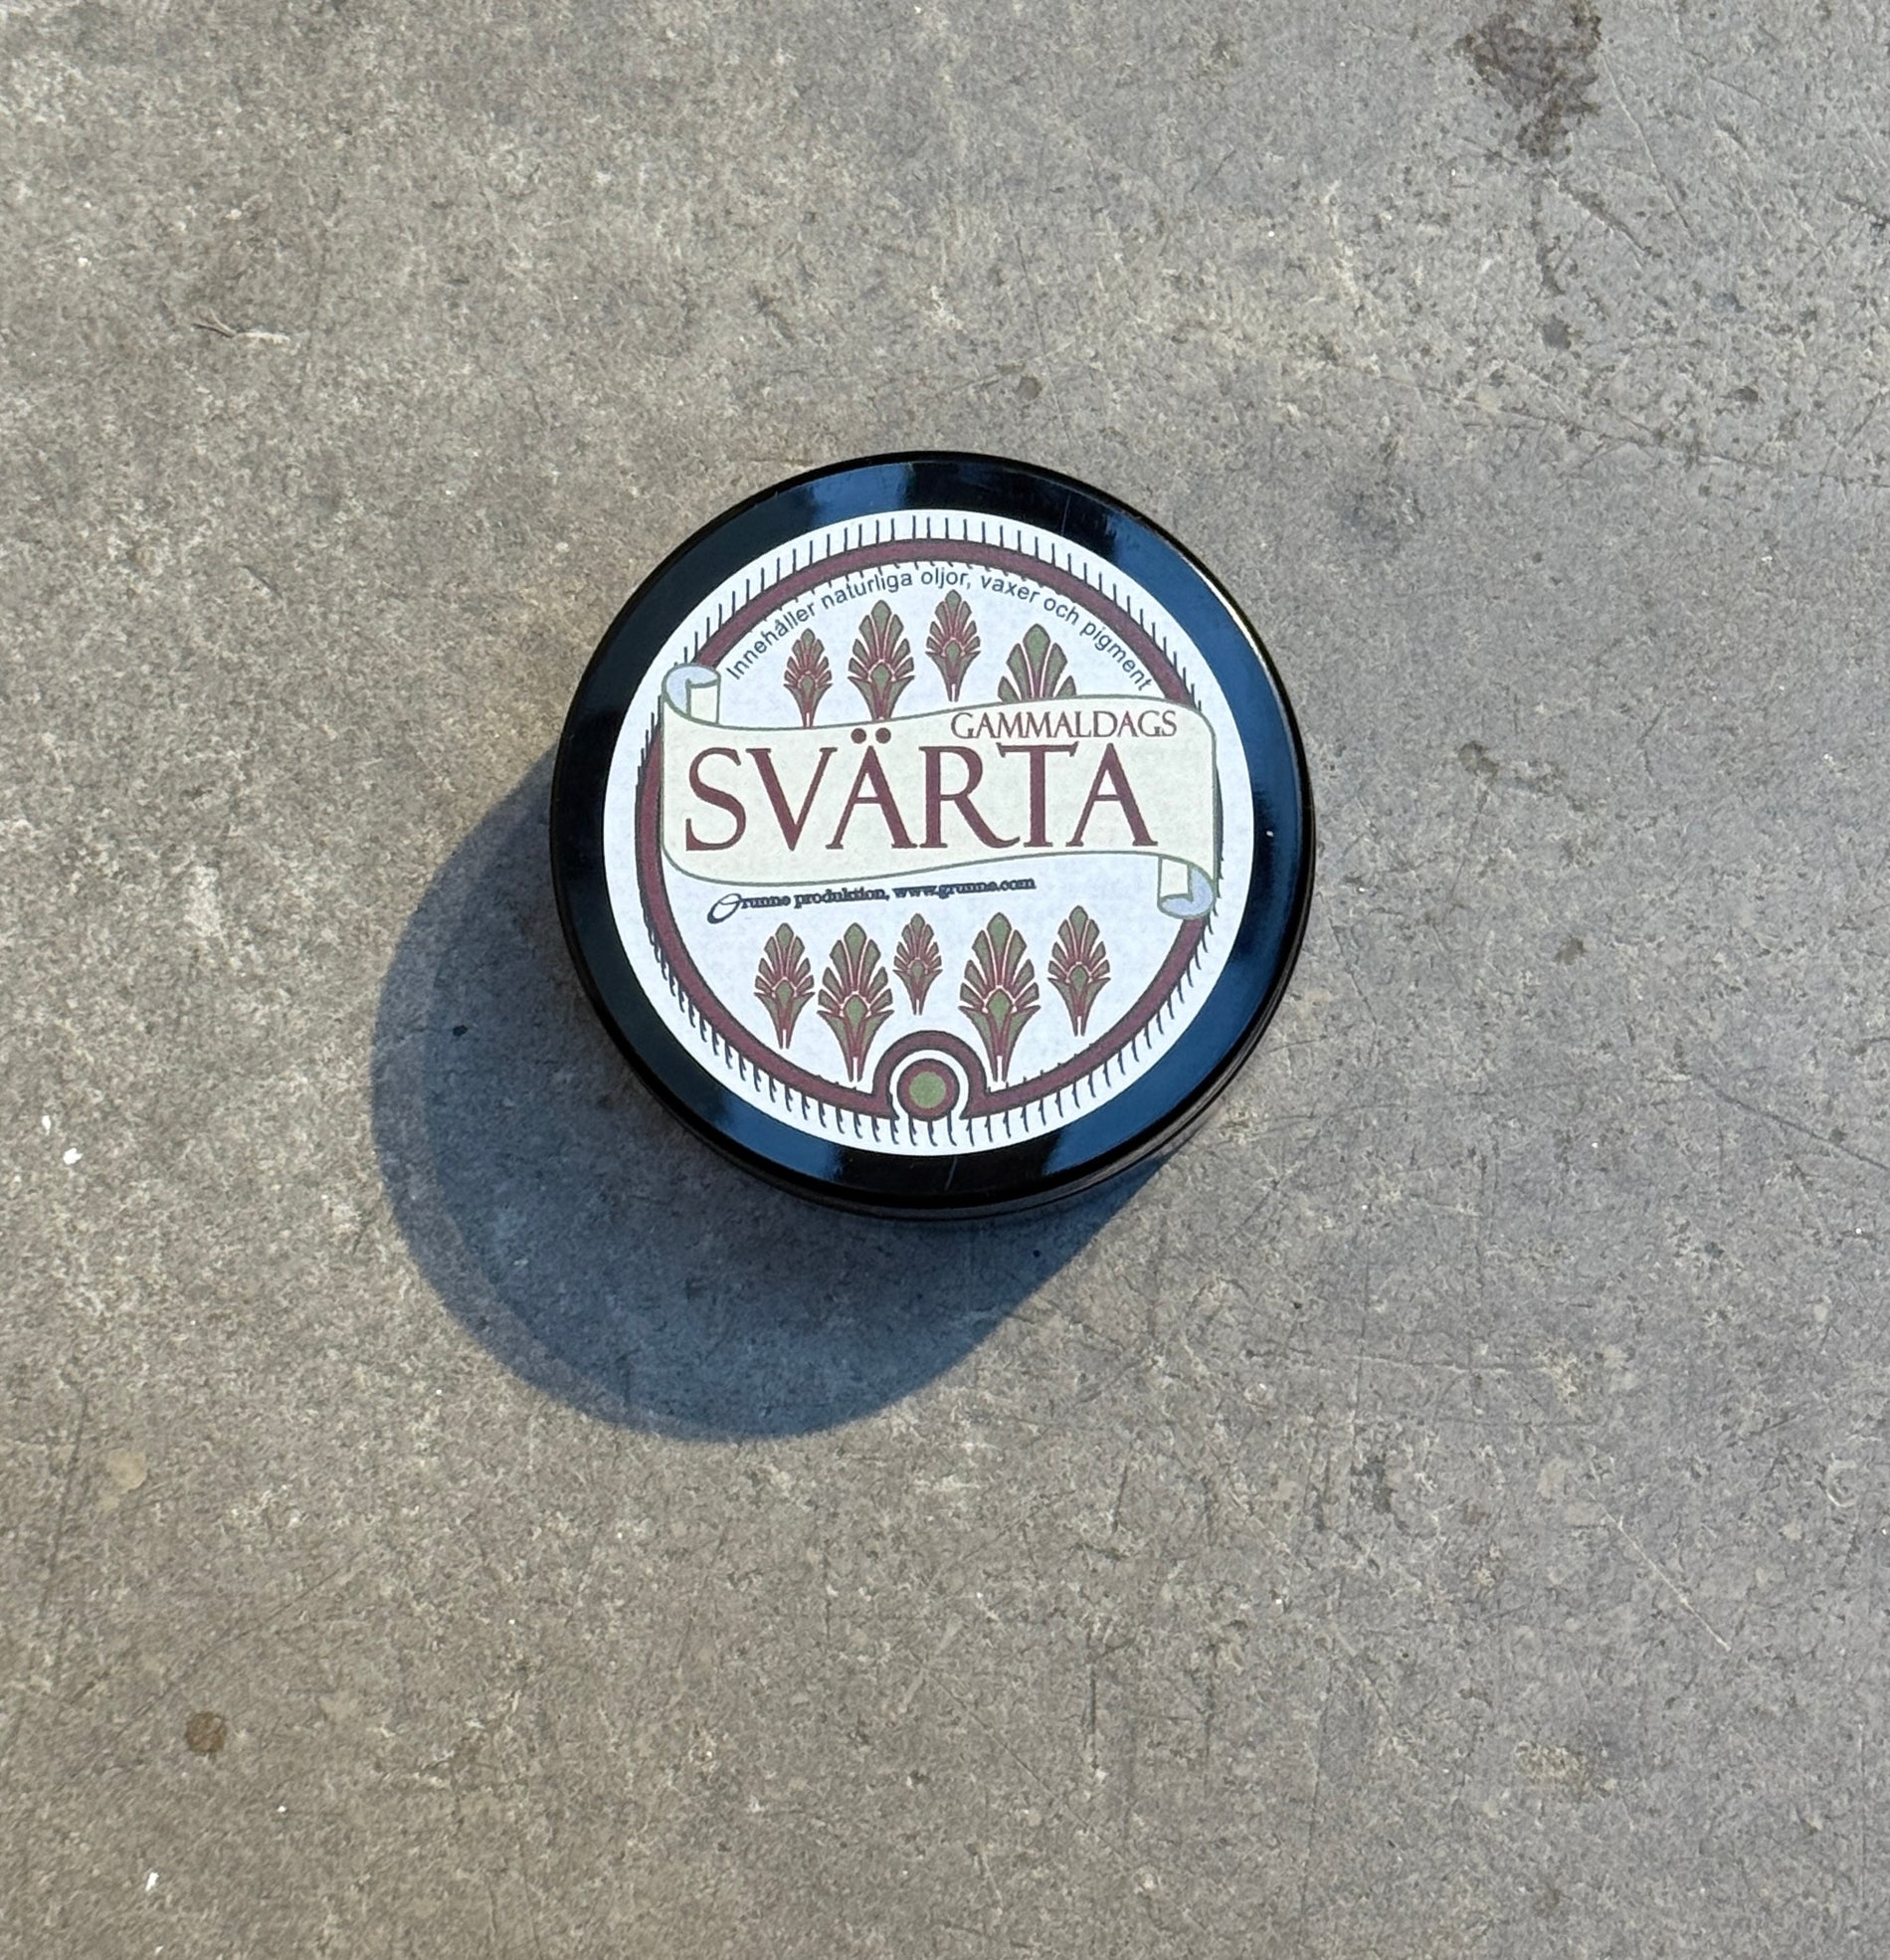 Innehåller naturliga oljor, vaxer och pigment
GAMMALDAGS
SVÄRTA
Grunne produktion, www.grunne.com